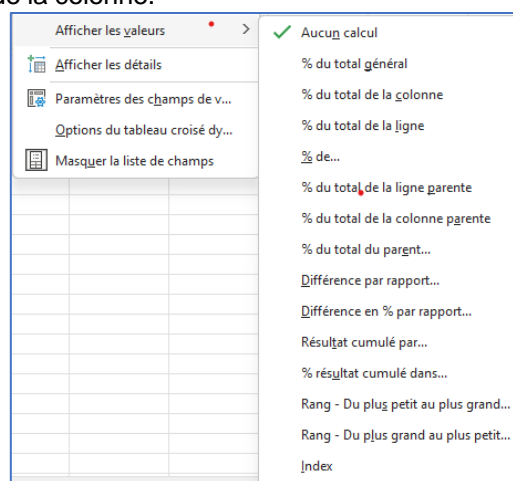 de la colonne.
Afficher les valeurs >
Afficher les détails
Paramètres des champs de v...
Options du tableau croisé dy...
Masquer la liste de champs
Aucun calcul
% du total général
% du total de la colonne
% du total de la ligne
% de...
% du total de la ligne parente
% du total de la colonne parente
% du total du parent...
Différence par rapport...
Différence en % par rapport...
Résultat cumulé par...
% résultat cumulé dans...
Rang - Du plus petit au plus grand...
Rang - Du plus grand au plus petit...
Index